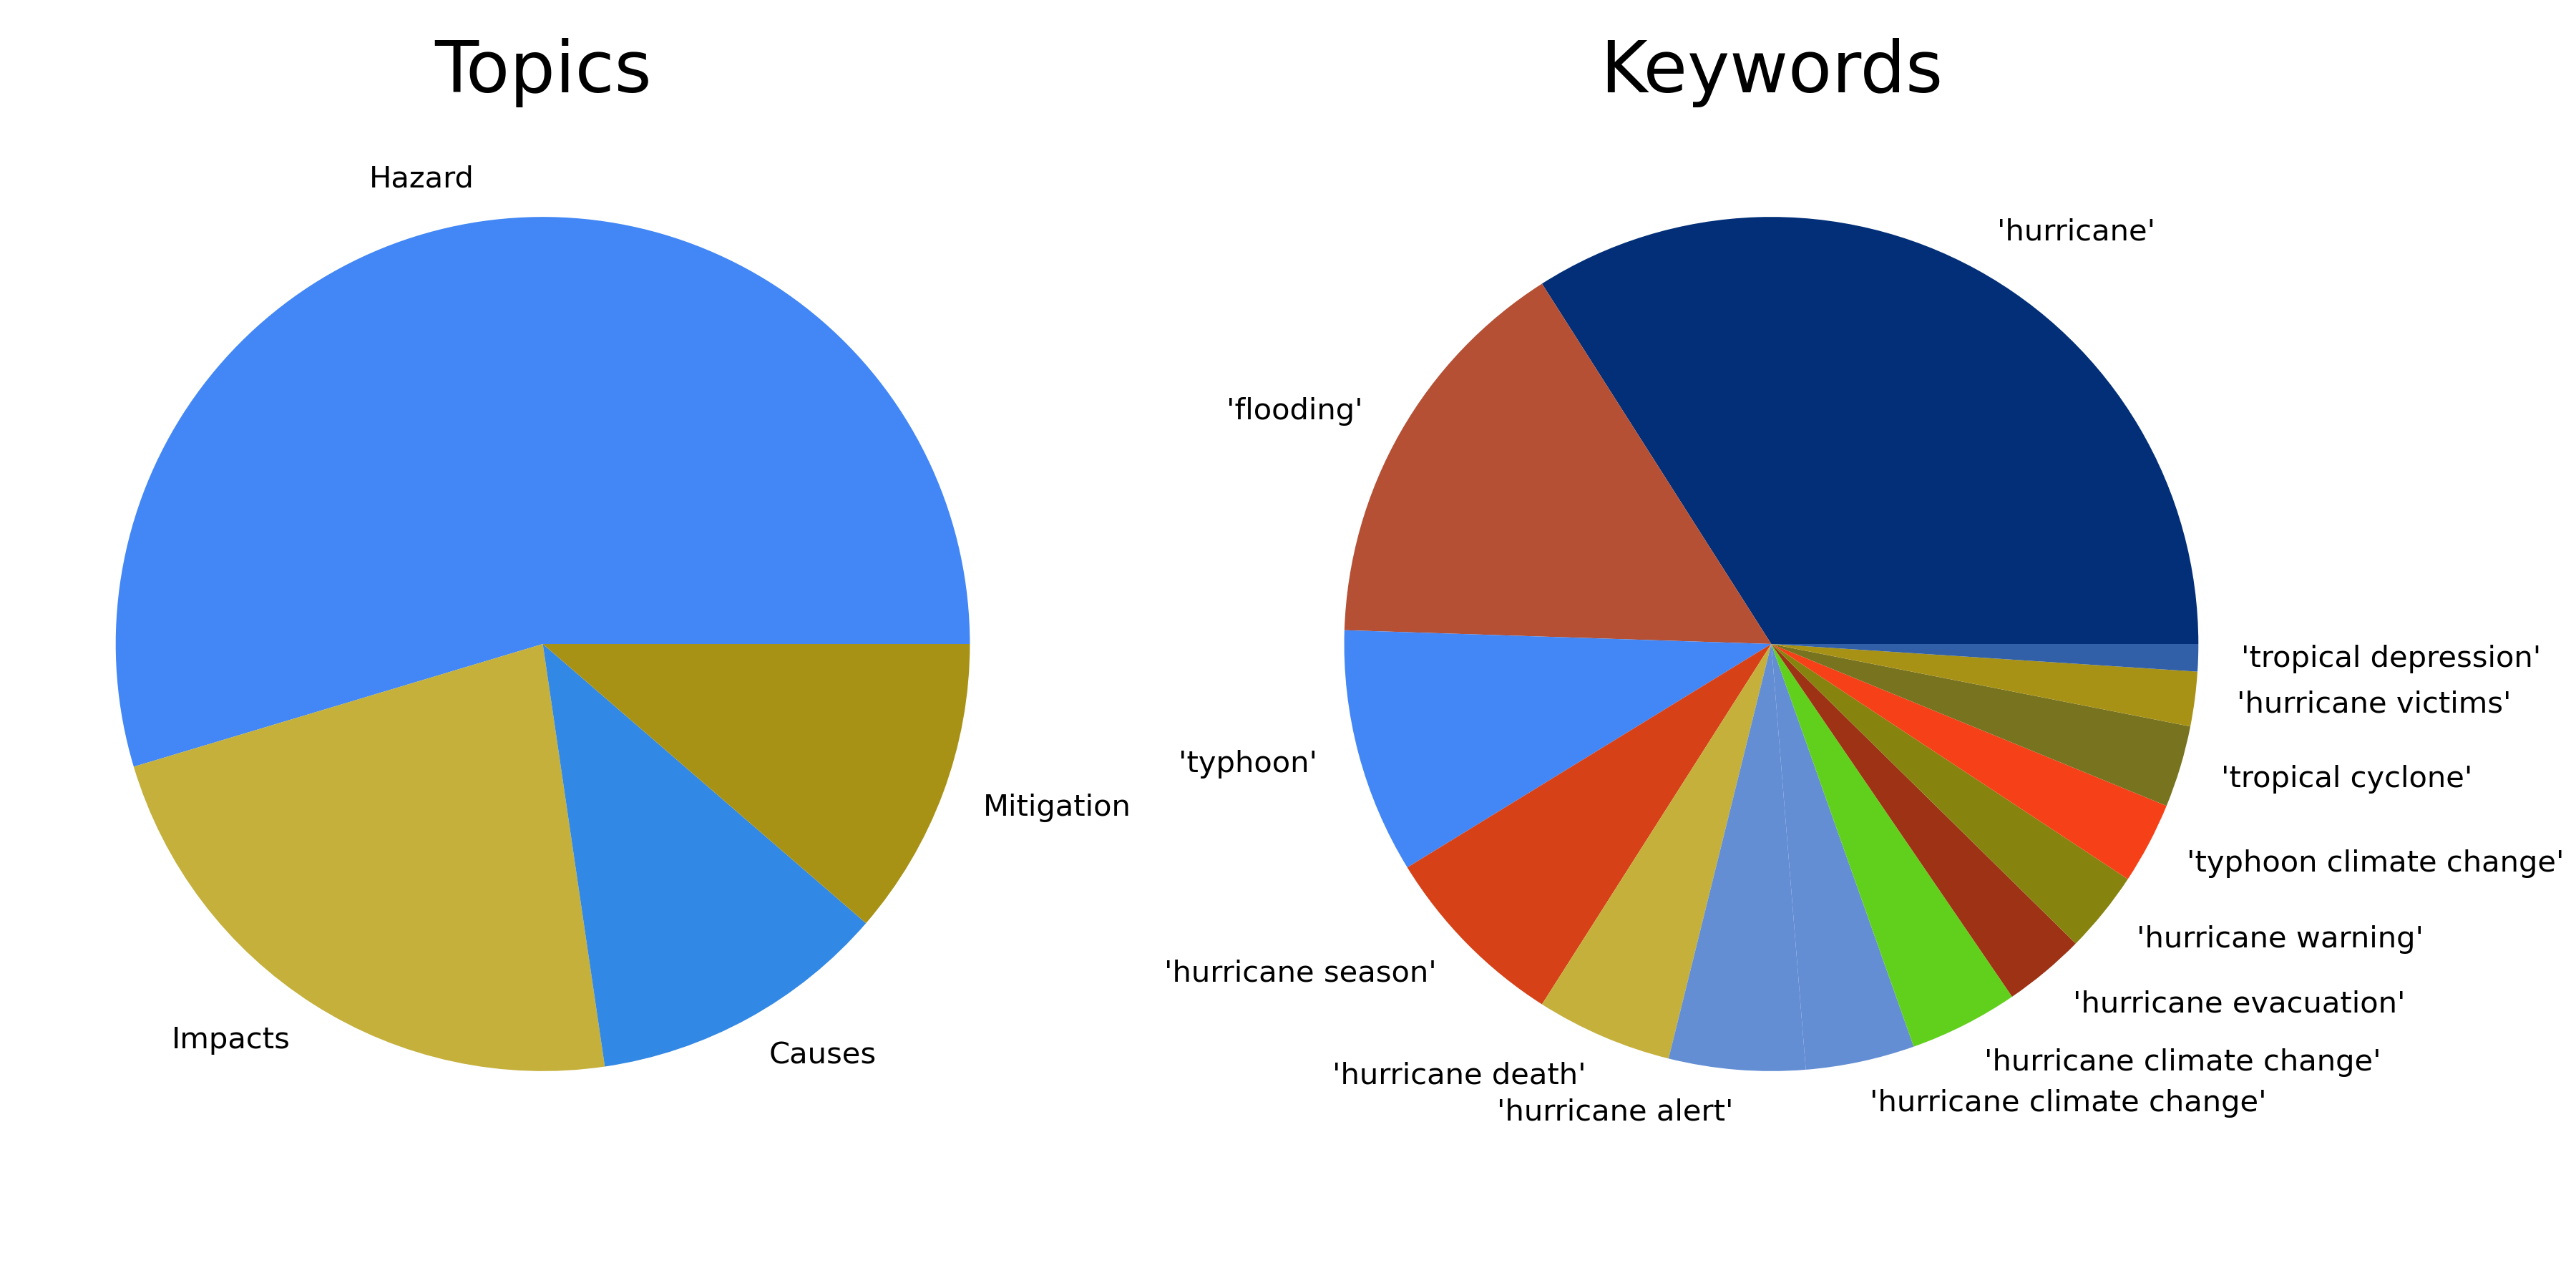 Topics
Hazard
Impacts
Causes
Mitigation
Keywords
'hurricane'
'flooding'
'typhoon'
'hurricane season'
'hurricane death'
'hurricane alert'
'hurricane climate change'
'hurricane climate change'
'hurricane evacuation'
'hurricane warning'
'typhoon climate change'
'tropical cyclone'
'hurricane victims'
'tropical depression'